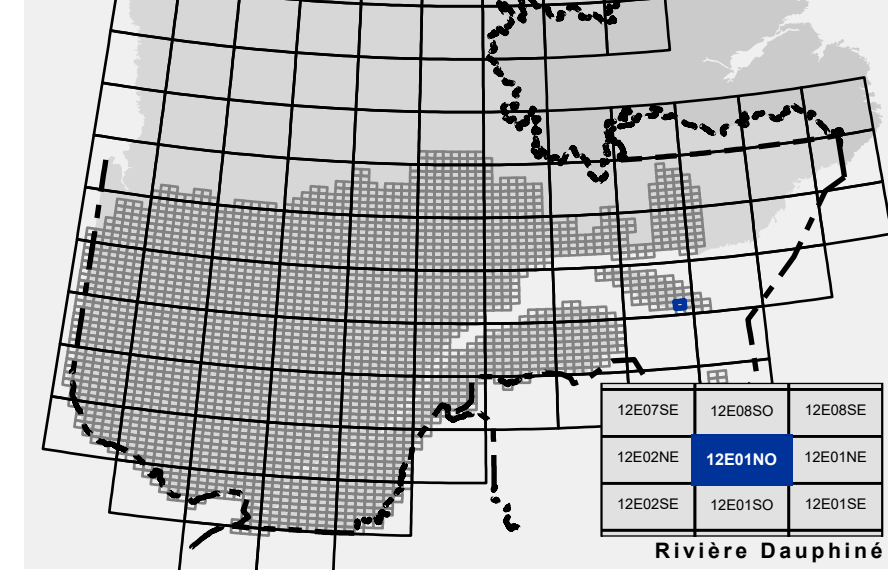 12E07SE 12E08SO 12E08SE
12E02NE 12E01NO 12E01NE
12E02SE 12E01SO 12E01SE
Rivière Dauphiné